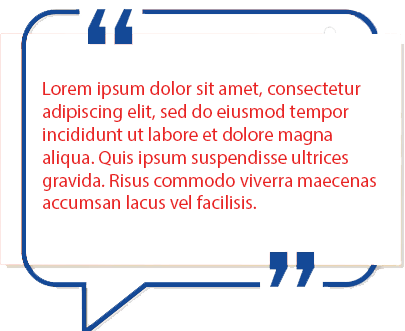 Lorem ipsum dolor sit amet, consectetur
adipiscing elit, sed do eiusmod tempor
incididunt ut labore et dolore magna
aliqua. Quis ipsum suspendisse ultrices
gravida. Risus commodo viverra maecenas
accumsan lacus vel facilisis.